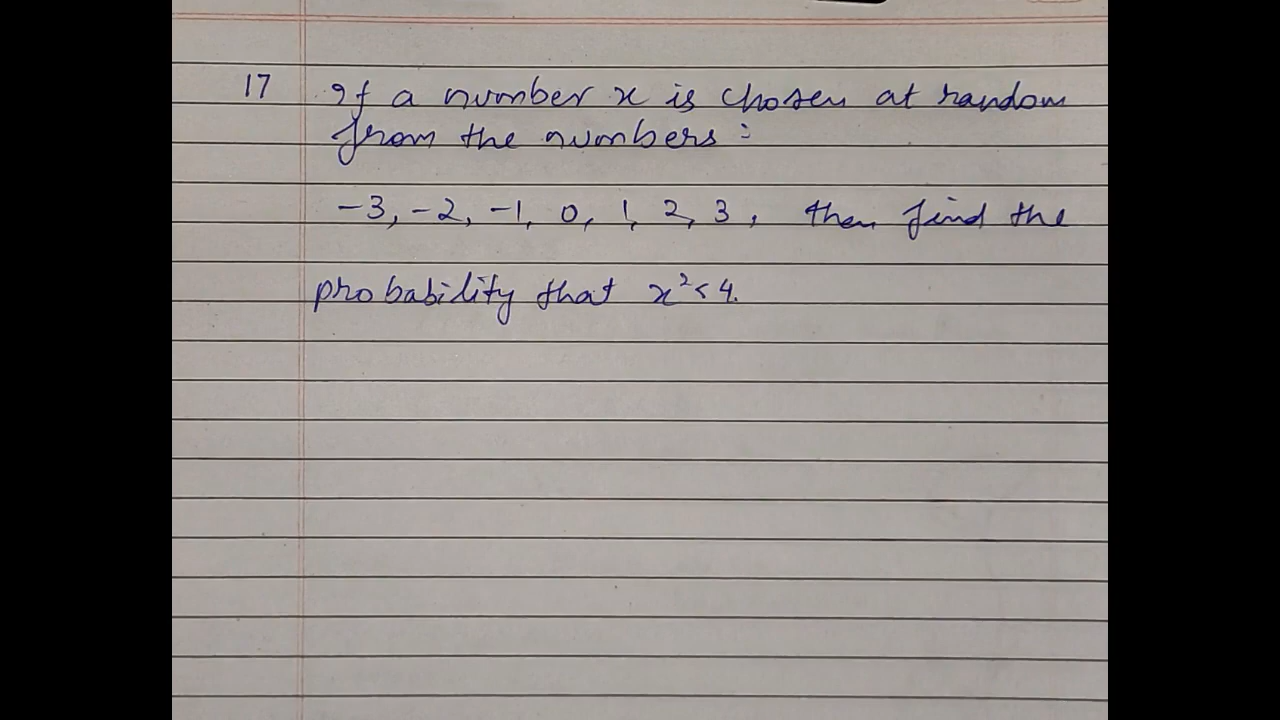 17 If a number x is chosen at random
from the numbers :
-3, -2, -1, 0, 1, 2, 3, then find the
probability that x² < 4.